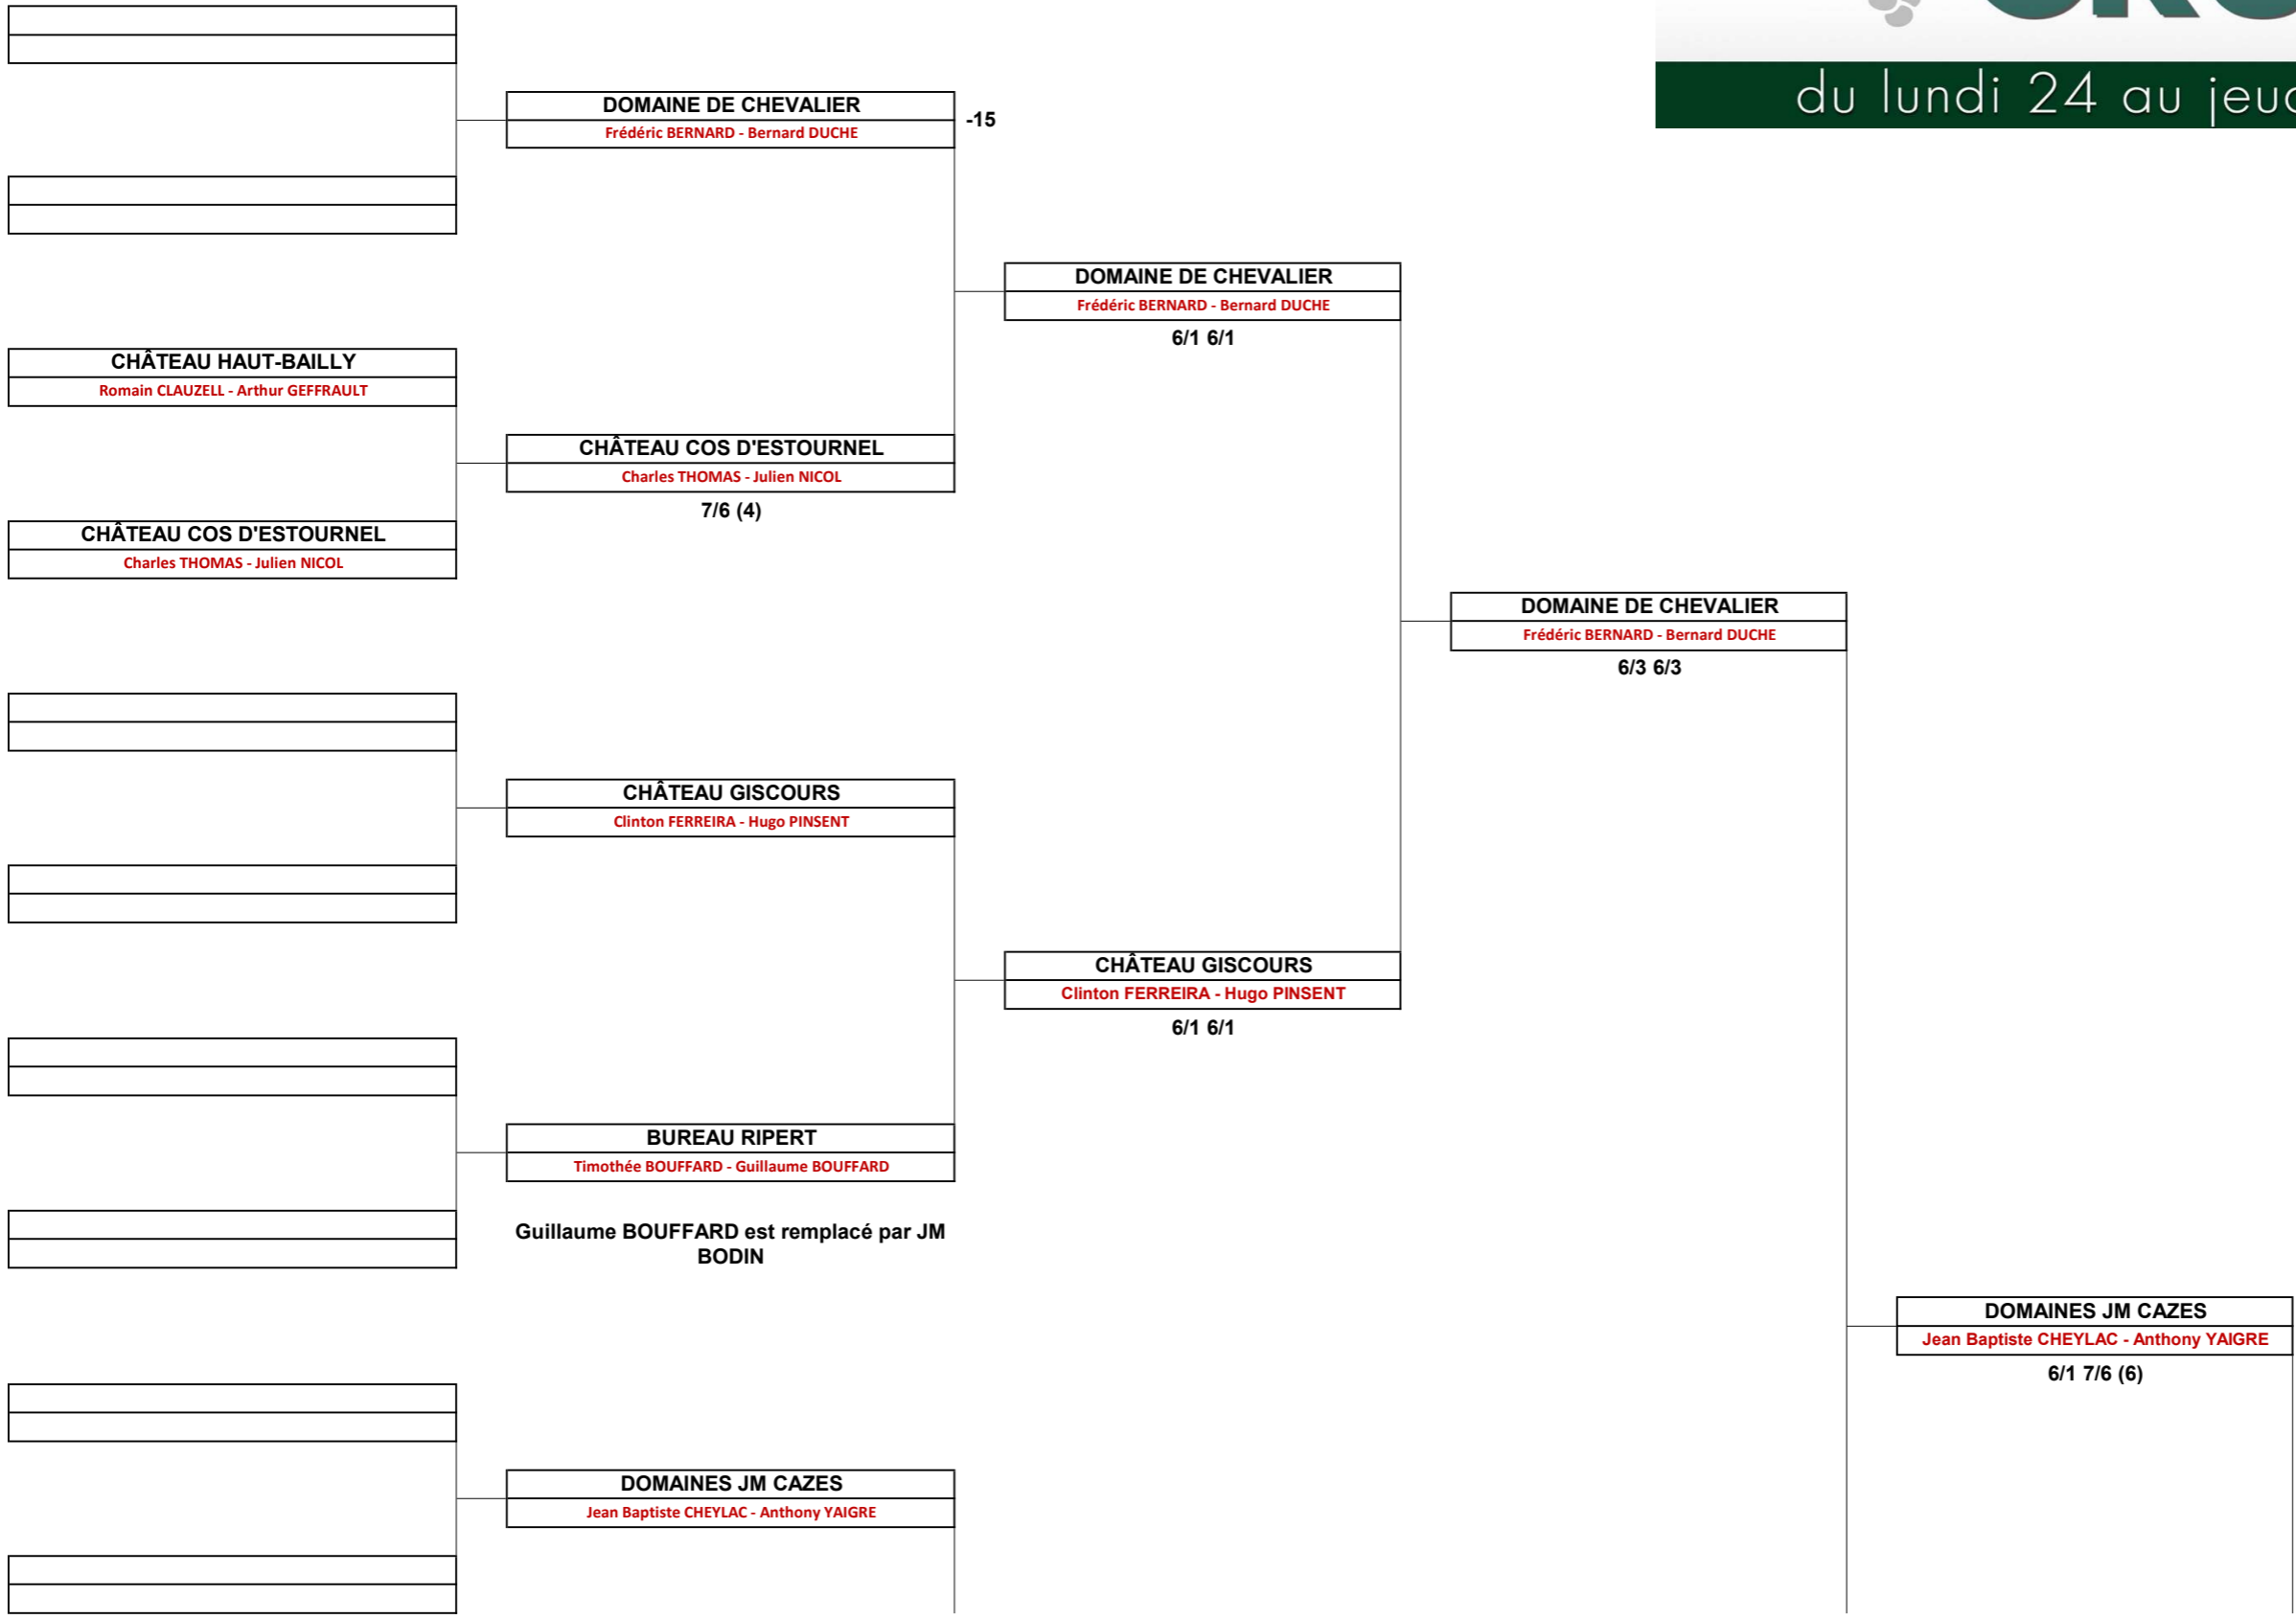 du lundi 24 au
DOMAINE DE CHEVALIER
Frédéric BERNARD - Bernard DUCHE
-15
DOMAINE DE CHEVALIER
Frédéric BERNARD - Bernard DUCHE
6/1 6/1
CHÂTEAU HAUT-BAILLY
Romain CLAUZELL - Arthur GEFFRAULT
CHÂTEAU COS D'ESTOURNEL
Charles THOMAS - Julien NICOL
7/6 (4)
CHÂTEAU COS D'ESTOURNEL
Charles THOMAS - Julien NICOL
DOMAINE DE CHEVALIER
Frédéric BERNARD - Bernard DUCHE
6/3 6/3
CHÂTEAU GISCOURS
Clinton FERREIRA - Hugo PINSENT
CHÂTEAU GISCOURS
Clinton FERREIRA - Hugo PINSENT
6/1 6/1
BUREAU RIPERT
Timothée BOUFFARD - Guillaume BOUFFARD
Guillaume BOUFFARD est remplacé par JM
BODIN
DOMAINES JM CAZES
Jean Baptiste CHEYLAC - Anthony YAIGRE
6/1 7/6 (6)
DOMAINES JM CAZES
Jean Baptiste CHEYLAC - Anthony YAIGRE